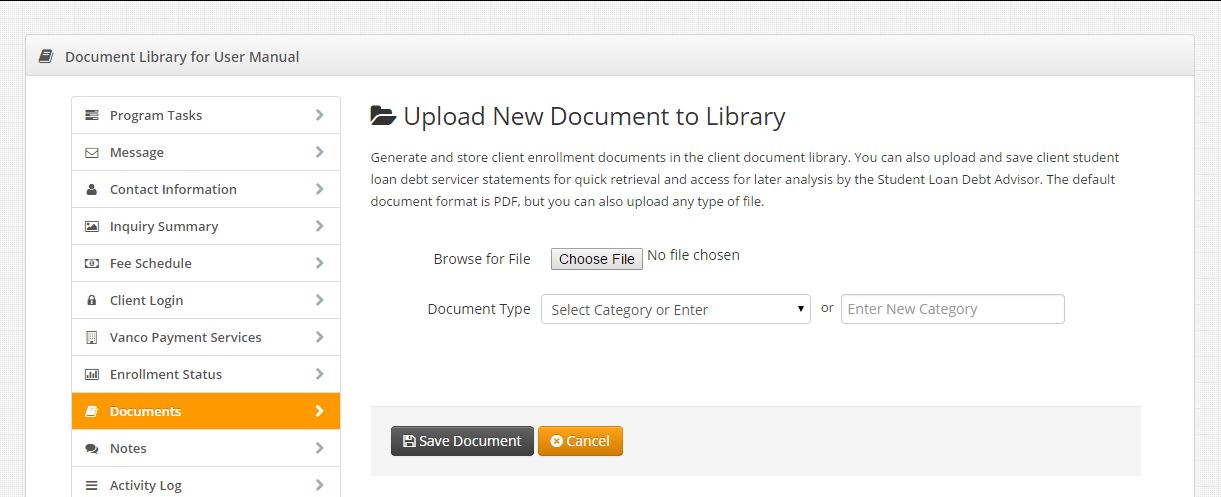 Document Library for User Manual
Program Tasks
Message
Contact Information
Inquiry Summary
Fee Schedule
Client Login
Vanco Payment Services
Enrollment Status
Documents
Notes
Activity Log
Upload New Document to Library
Generate and store client enrollment documents in the client document library. You can also upload and save client student
loan debt servicer statements for quick retrieval and access for later analysis by the Student Loan Debt Advisor. The default
document format is PDF, but you can also upload any type of file.
Browse for File Choose File No file chosen
Document Type Select Category or Enter or Enter New Category
Save Document Cancel